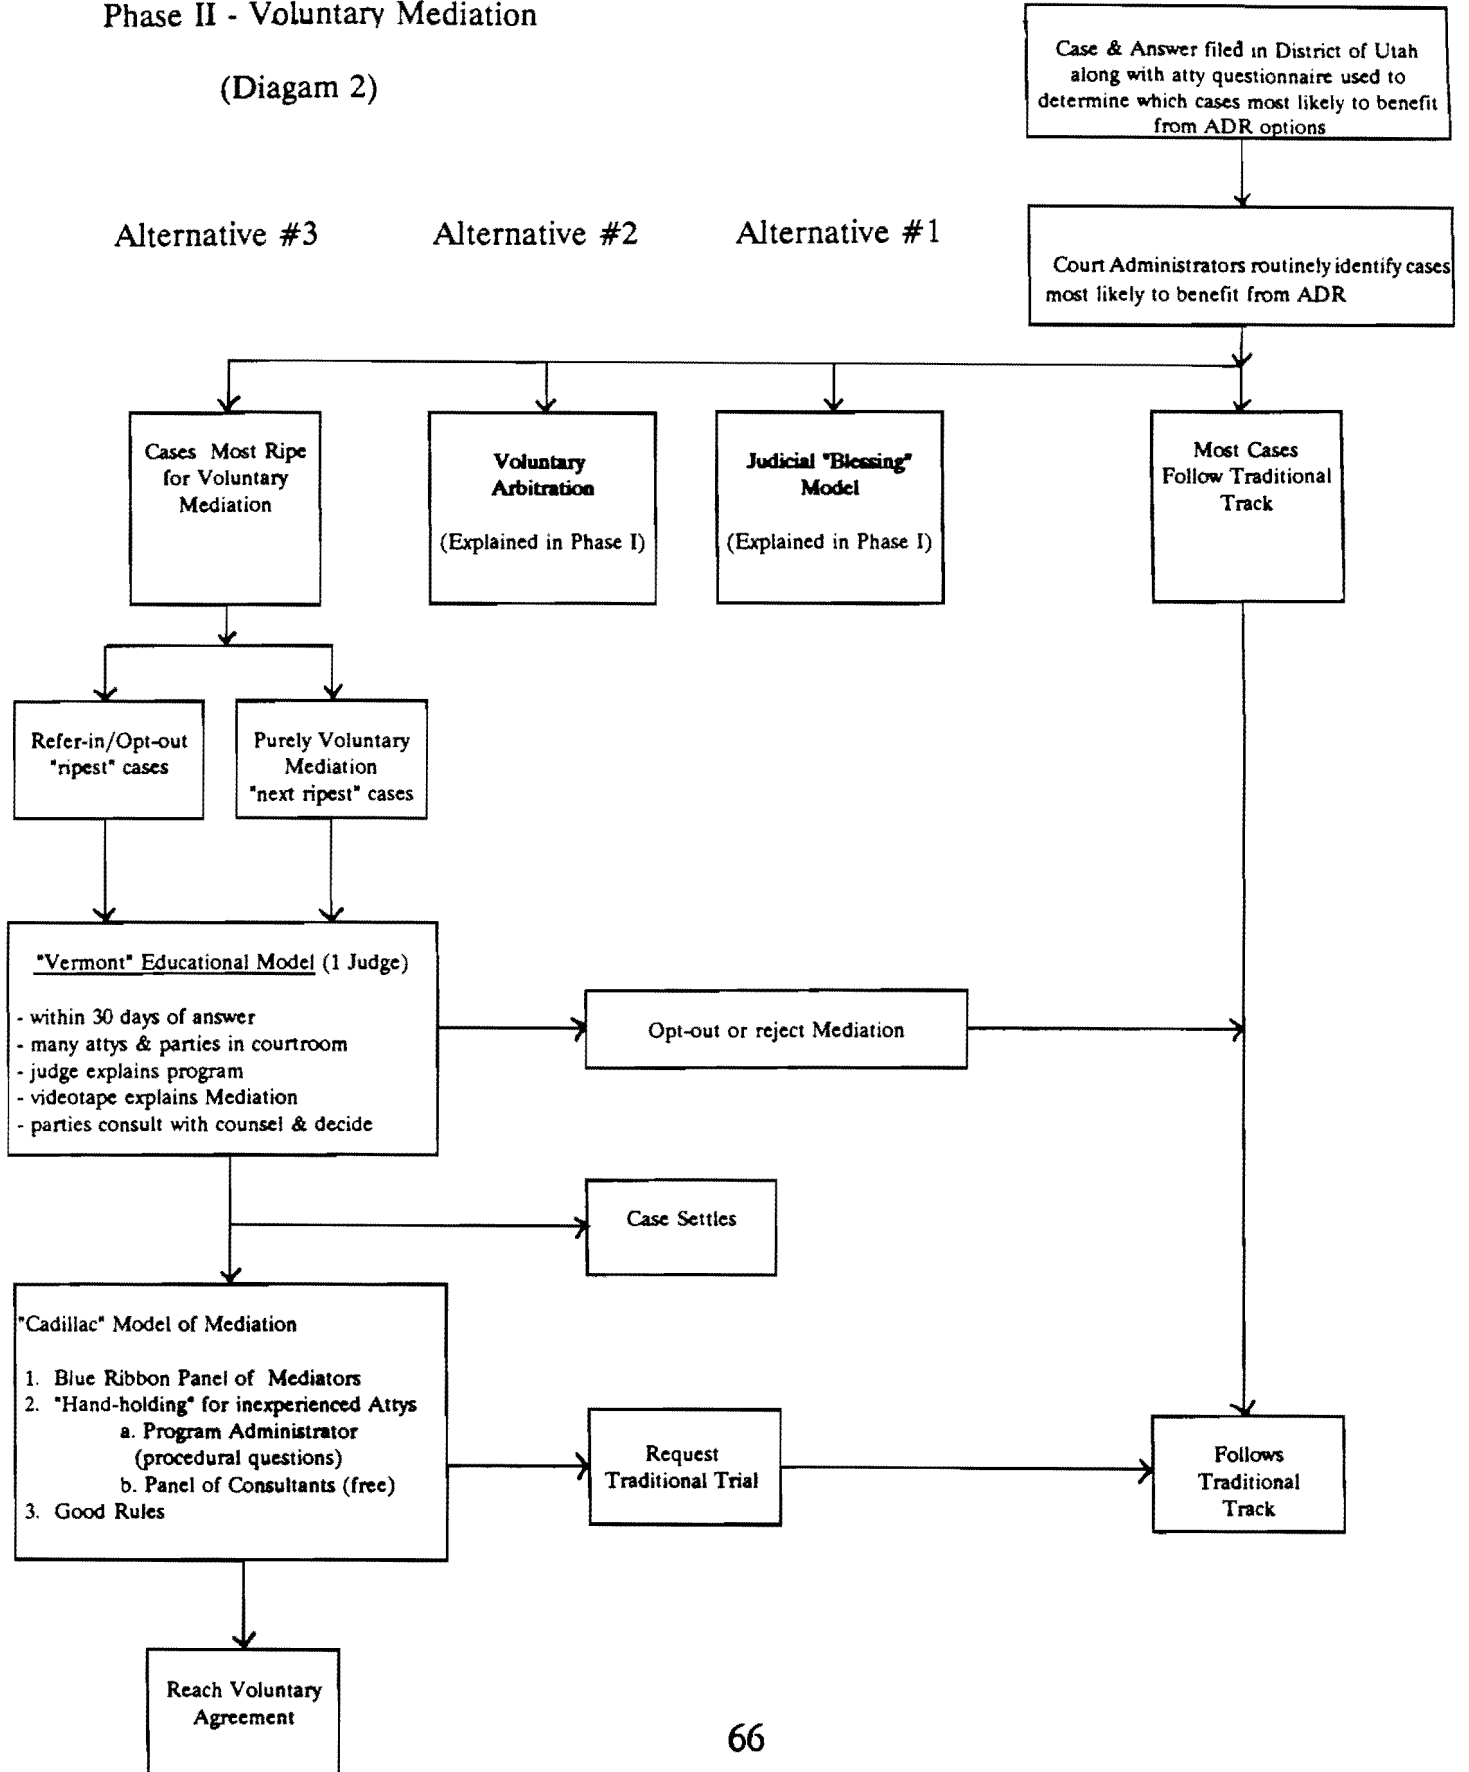 Phase II - Voluntary Mediation
(Diagam 2)
Case & Answer filed in District of Utah
along with atty questionnaire used to
determine which cases most likely to benefit
from ADR options
Court Administrators routinely identify cases
most likely to benefit from ADR
Alternative #3
Alternative #2
Alternative #1
Cases Most Ripe
for Voluntary
Mediation
Voluntary
Arbitration
(Explained in Phase I)
Judicial "Blessing"
Model
(Explained in Phase I)
Most Cases
Follow Traditional
Track
Refer-in/Opt-out
"ripest" cases
Purely Voluntary
Mediation
"next ripest" cases
"Vermont" Educational Model (1 Judge)
- within 30 days of answer
- many attys & parties in courtroom
- judge explains program
- videotape explains Mediation
- parties consult with counsel & decide
Opt-out or reject Mediation
Case Settles
"Cadillac" Model of Mediation
1. Blue Ribbon Panel of Mediators
2. "Hand-holding" for inexperienced Attys
a. Program Administrator
(procedural questions)
b. Panel of Consultants (free)
3. Good Rules
Request
Traditional Trial
Follows
Traditional
Track
Reach Voluntary
Agreement
66